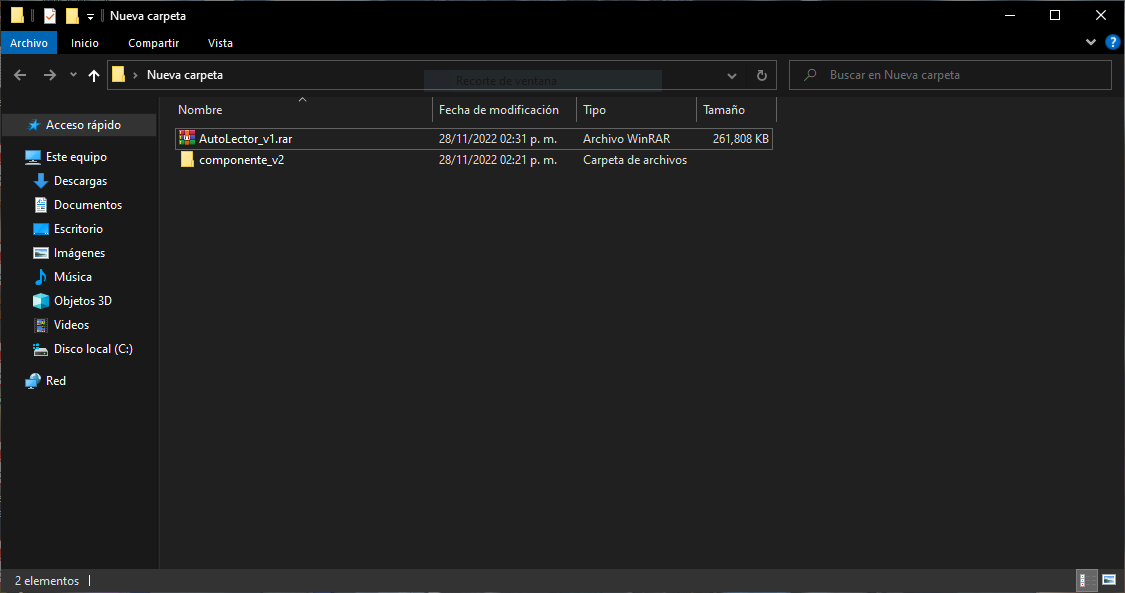 Nueva carpeta
Archivo Inicio Compartir Vista
Nueva carpeta Recorte de ventana Buscar en Nueva carpeta
Nombre Fecha de modificación Tipo Tamaño
AutoLector_v1.rar 28/11/2022 02:31 p. m. Archivo WinRAR 261,808 KB
componente_v2 28/11/2022 02:21 p. m. Carpeta de archivos
Acceso rápido
Este equipo
Descargas
Documentos
Escritorio
Imágenes
Música
Objetos 3D
Videos
Disco local (C:)
Red
2 elementos